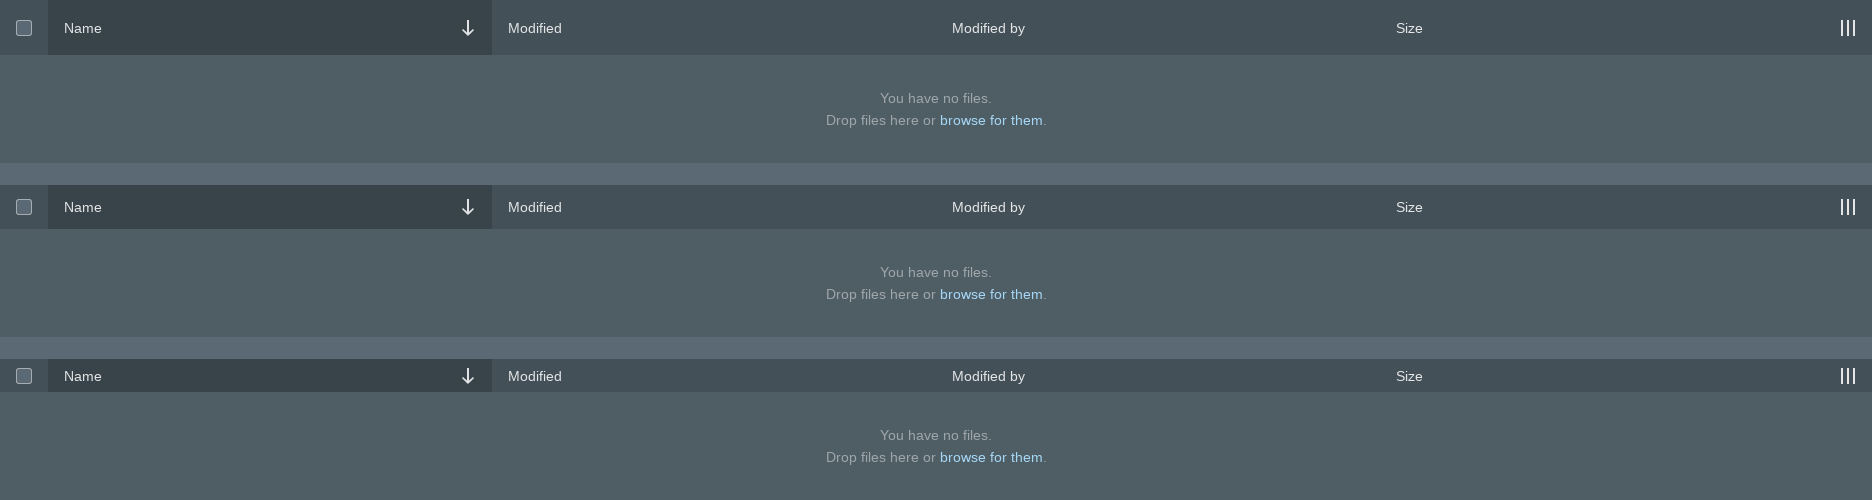 Name Modified Modified by Size
You have no files.
Drop files here or browse for them.
Name Modified Modified by Size
You have no files.
Drop files here or browse for them.
Name Modified Modified by Size
You have no files.
Drop files here or browse for them.